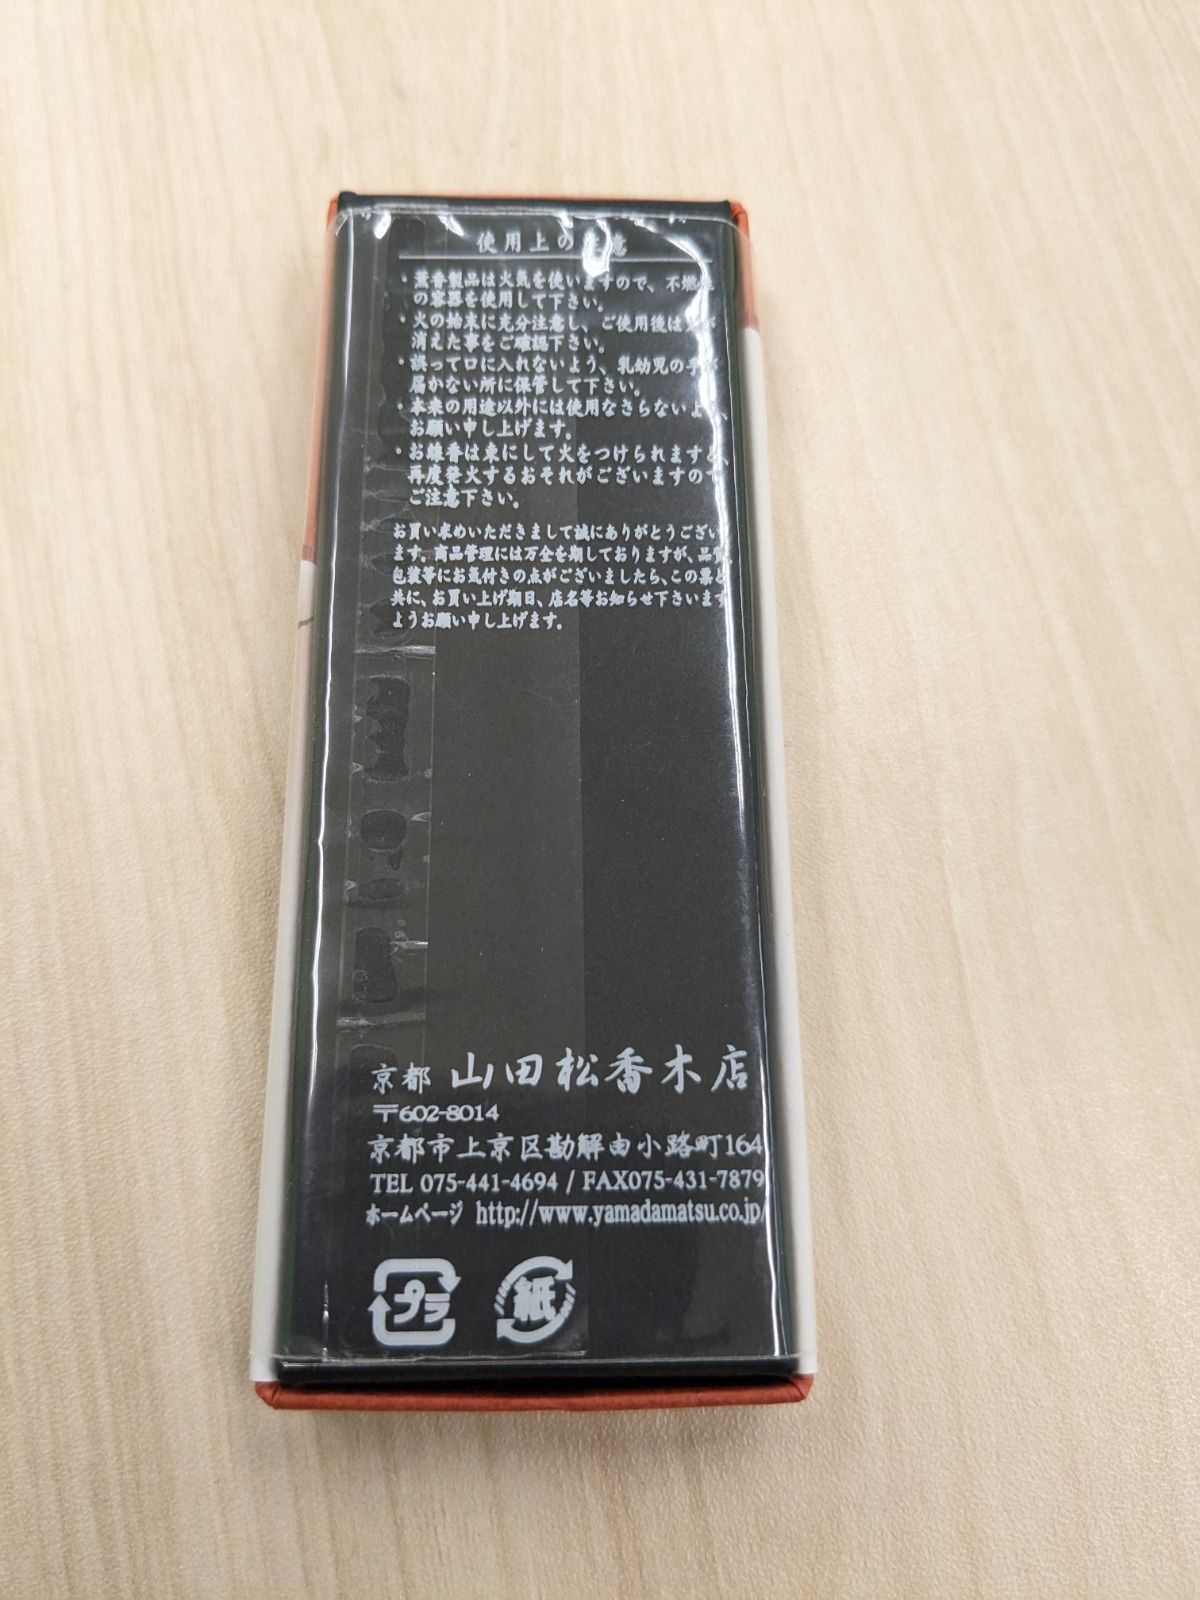 使用上の注意
・薫香製品は火気を使いますので、不燃
の容器を使用して下さい。
・火の始末に充分注意し、ご使用後は
消えた事をご確認下さい。
・誤って口に入れないよう、乳幼児の手
届かない所に保管して下さい。
・本来の用途以外には使用なさらないよ
お願い申し上げます。
・お線香は束にして火をつけられますと、
再度発火するおそれがございますので
ご注意下さい。
お買い求めいただきまして誠にありがとうござい
ます。商品管理には万全を期しておりますが、品質、
包装等にお気付きの点がございましたら、この票と
共に、お買い上げ期日、店名等お知らせ下さいます
ようお願い申し上げます。
京都 山田松香木店
〒602-8014
京都市上京区勘解由小路町164
TEL 075-441-4694 / FAX075-431-7879
ホームページ http://www.yamadamatsu.co.jp/
プラ 紙